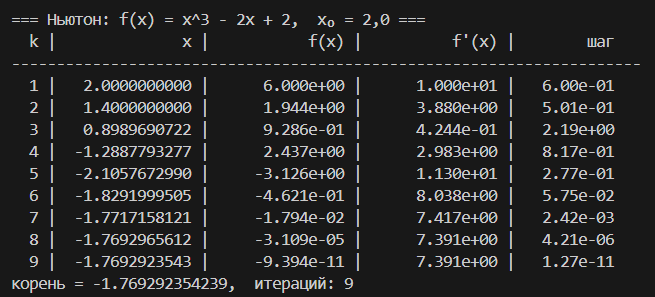 === Ньютон: f(x) = x^3 - 2x + 2, x₀ = 2,0 ===
k | x | f(x) | f'(x) | шаг
----------------------------------------------------------------------
1 | 2.0000000000 | 6.000e+00 | 1.000e+01 | 6.00e-01
2 | 1.4000000000 | 1.944e+00 | 3.880e+00 | 5.01e-01
3 | 0.8989690722 | 9.286e-01 | 4.244e-01 | 2.19e+00
4 | -1.2887793277 | 2.437e+00 | 2.983e+00 | 8.17e-01
5 | -2.1057672990 | -3.126e+00 | 1.130e+01 | 2.77e-01
6 | -1.8291999505 | -4.621e-01 | 8.038e+00 | 5.75e-02
7 | -1.7717158121 | -1.794e-02 | 7.417e+00 | 2.42e-03
8 | -1.7692965612 | -3.109e-05 | 7.391e+00 | 4.21e-06
9 | -1.7692923543 | -9.394e-11 | 7.391e+00 | 1.27e-11
корень = -1.769292354239, итераций: 9